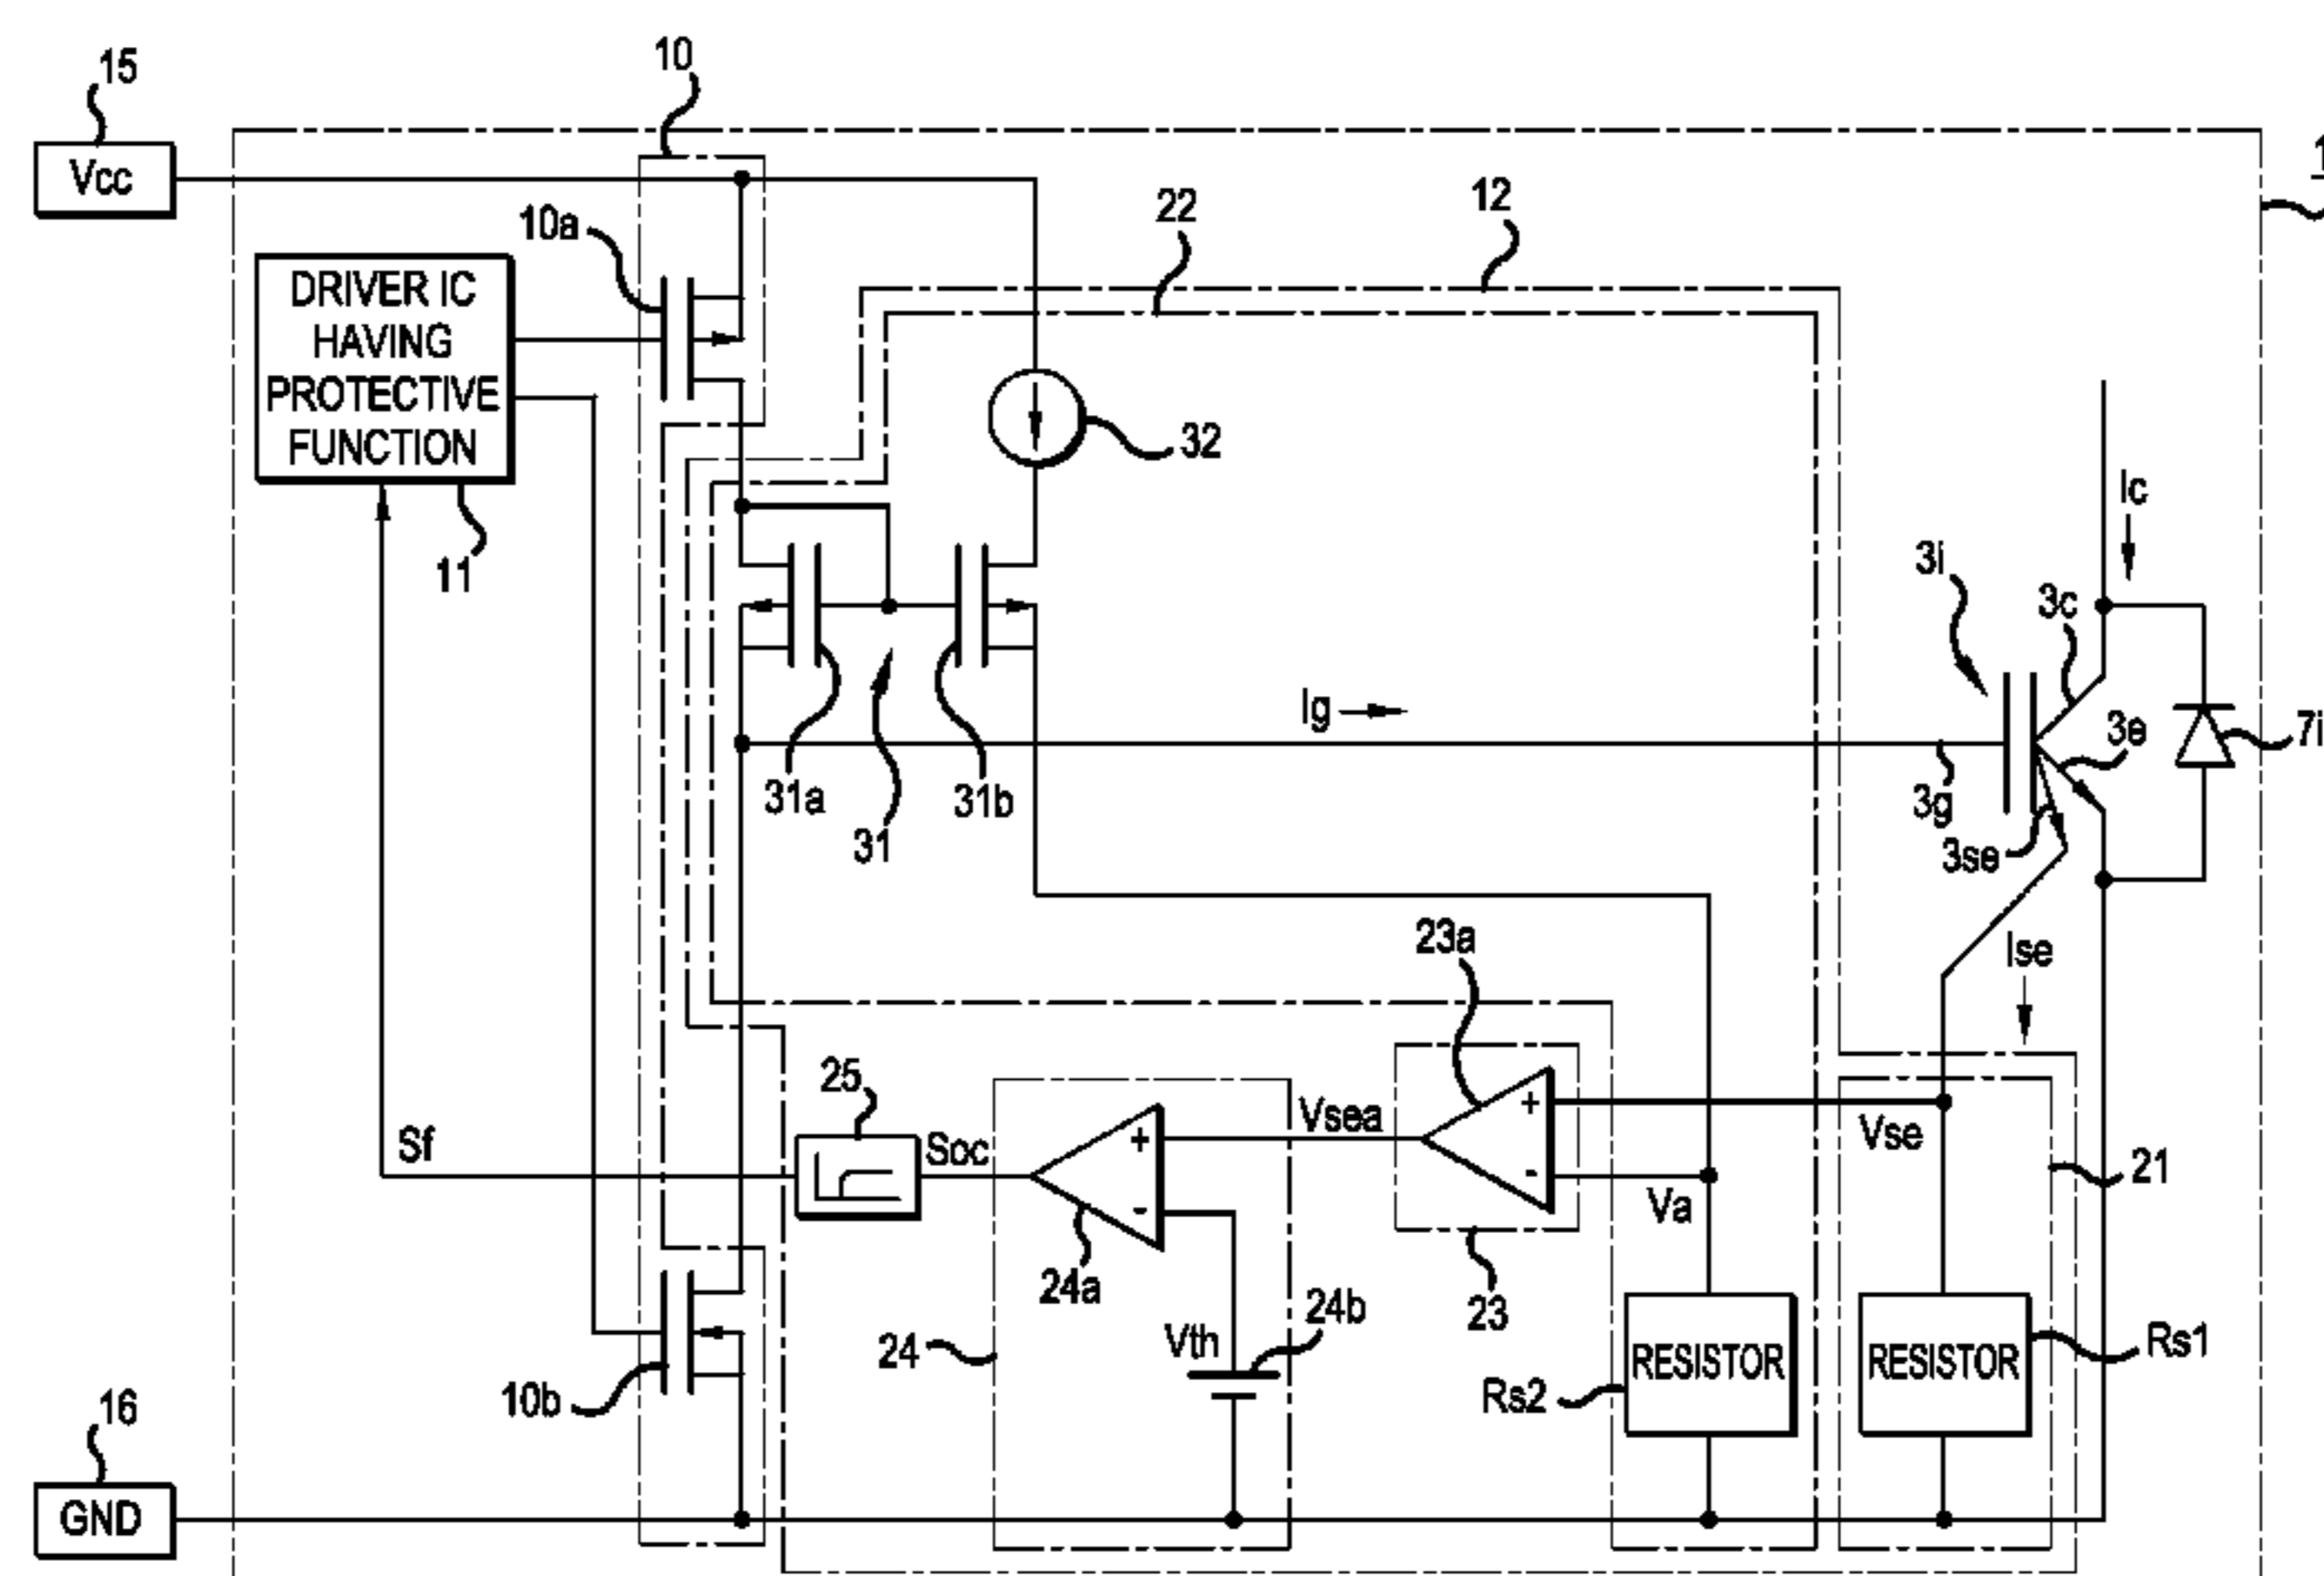 15
10
Vcc
1
12
22
10a
DRIVER IC
HAVING
PROTECTIVE
FUNCTION
32
Ic
3i
11
3c
Ig
3e
7i
31a
31b
3g
31
3se
23a
Ise
25
Vsea
Vse
Sf
Soc
+
+
21
-
-
Va
24a
23
24b
Vth
24
Rs1
RESISTOR
RESISTOR
Rs2
10b
16
GND